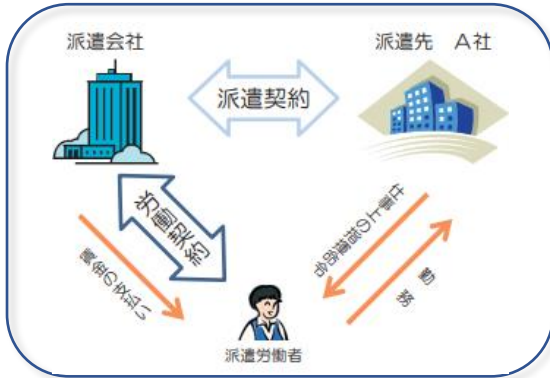 派遣会社
派遣先　A社
派遣契約
労働契約
賃金の支払い
仕事上の指揮命令
勤　務
派遣労働者